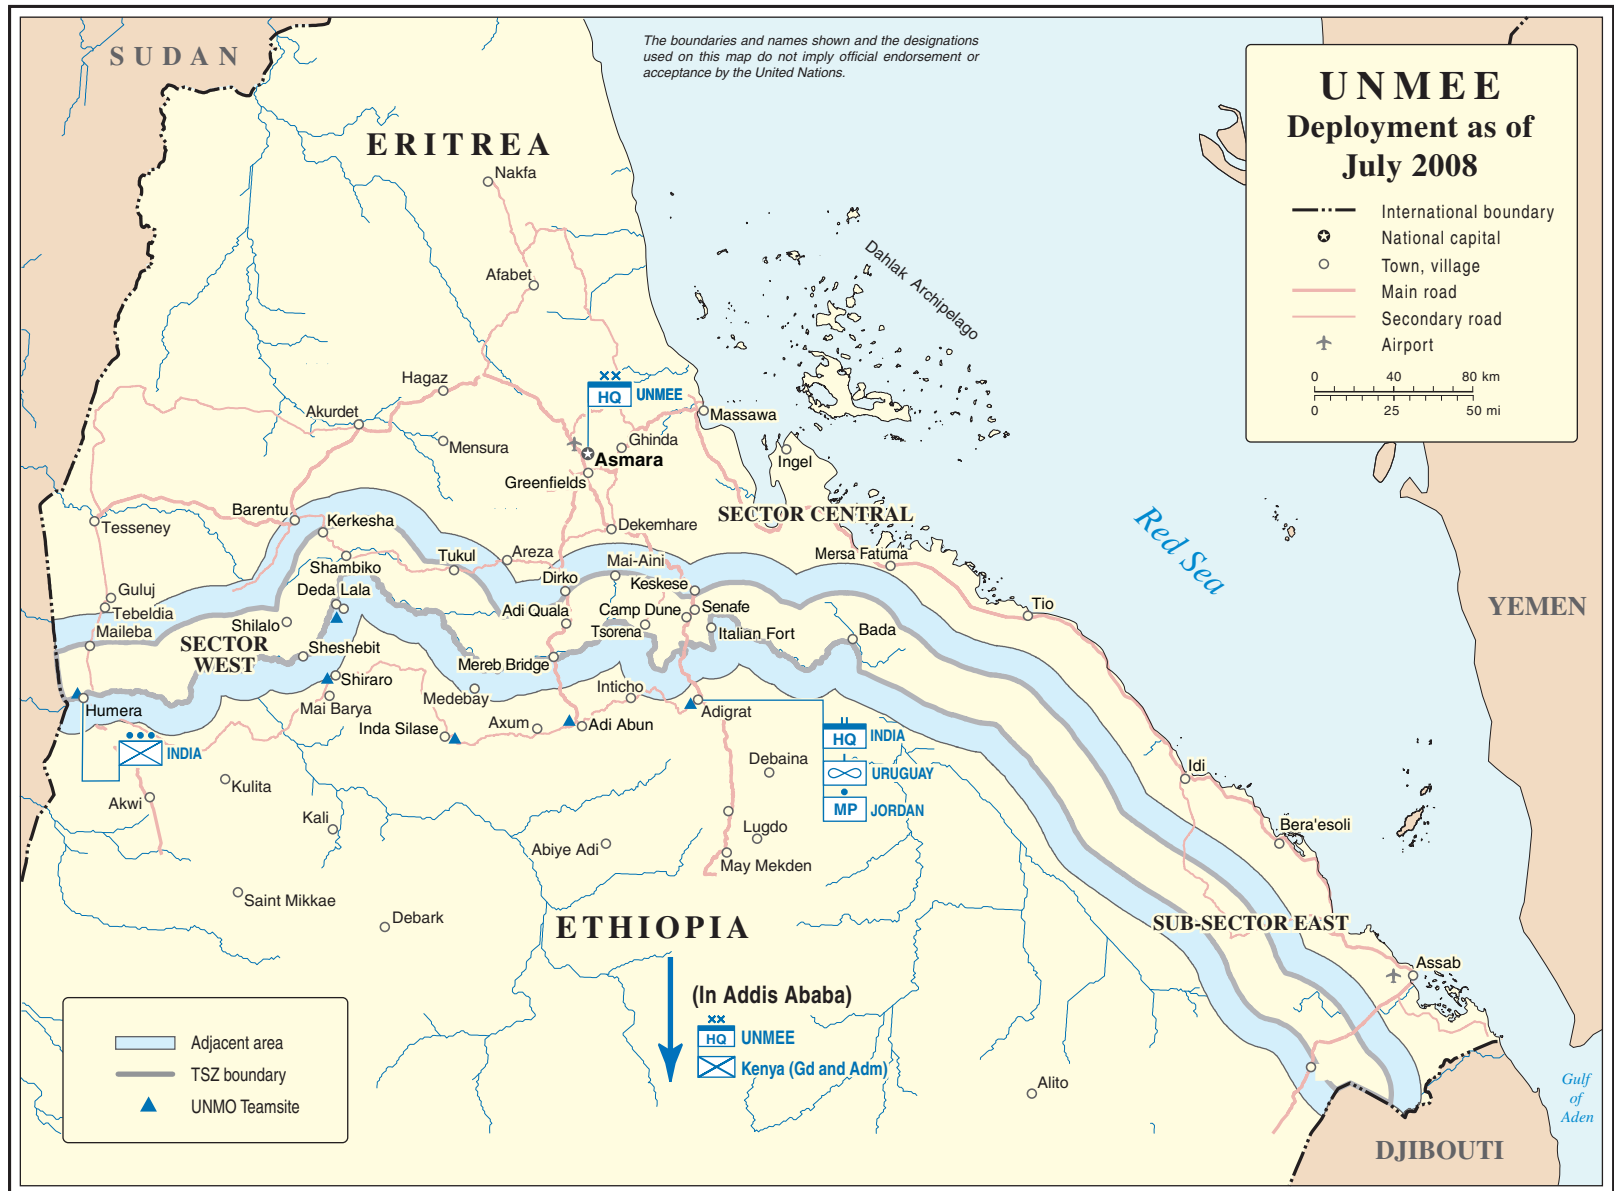 SUDAN
The boundaries and names shown and the designations
used on this map do not imply official endorsement or
acceptance by the United Nations.
UNMEE
Deployment as of
July 2008
International boundary
National capital
Town, village
Main road
Secondary road
Airport
0 40 80 km
0 25 50 mi
ERITREA
Nakfa
Afabet
Dahlak Archipelago
Hagaz
HQ UNMEE
Akurdet
Massawa
Mensura
Ghinda
Asmara
Ingel
Greenfields
Barentu
Kerkesha
SECTOR CENTRAL
Tesseney
Dekemhare
Red Sea
Tukul
Areza
Mai-Aini
Mersa Fatuma
Shambiko
Dirko
Keskese
Guluj
Deda Lala
Tebeldia
Adi Quala
Camp Dune
Senafe
Tio
YEMEN
Maileba
Shilalo
Tsorena
Italian Fort
Bada
SECTOR
WEST
Sheshebit
Mereb Bridge
Shiraro
Inticho
Humera
Mai Barya
Medebay
Adigrat
Inda Silase
Axum
Adi Abun
INDIA
HQ INDIA
Debaina
URUGUAY
Idi
Kulita
Akwi
MP JORDAN
Kali
Lugdo
Bera'esoli
Abiye Adi
May Mekden
Saint Mikkae
Debark
ETHIOPIA
SUB-SECTOR EAST
Assab
(In Addis Ababa)
HQ UNMEE
Kenya (Gd and Adm)
Adjacent area
TSZ boundary
UNMO Teamsite
Alito
Gulf
of
Aden
DJIBOUTI